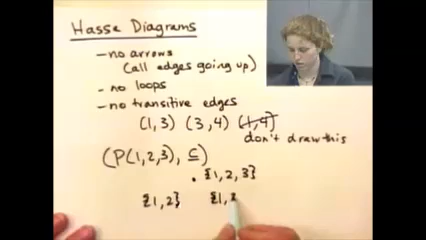 Hasse Diagrams
- no arrows
(all edges going up)
- no loops
- no transitive edges
(1,3) (3,4) (1,4)
don't draw this
(P(1,2,3), ⊆)
• {1,2,3}
{1,2} {1,